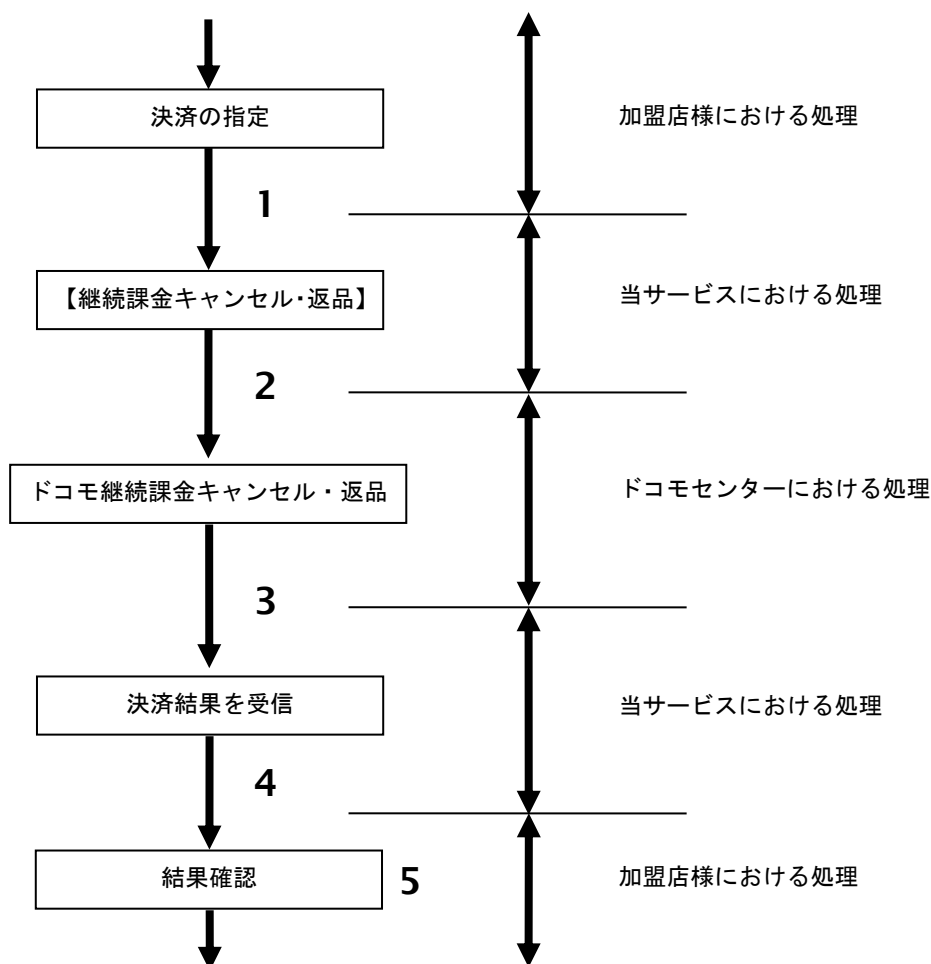 決済の指定
加盟店様における処理
1
【継続課金キャンセル・返品】
当サービスにおける処理
2
ドコモ継続課金キャンセル・返品
ドコモセンターにおける処理
3
決済結果を受信
当サービスにおける処理
4
結果確認
5
加盟店様における処理